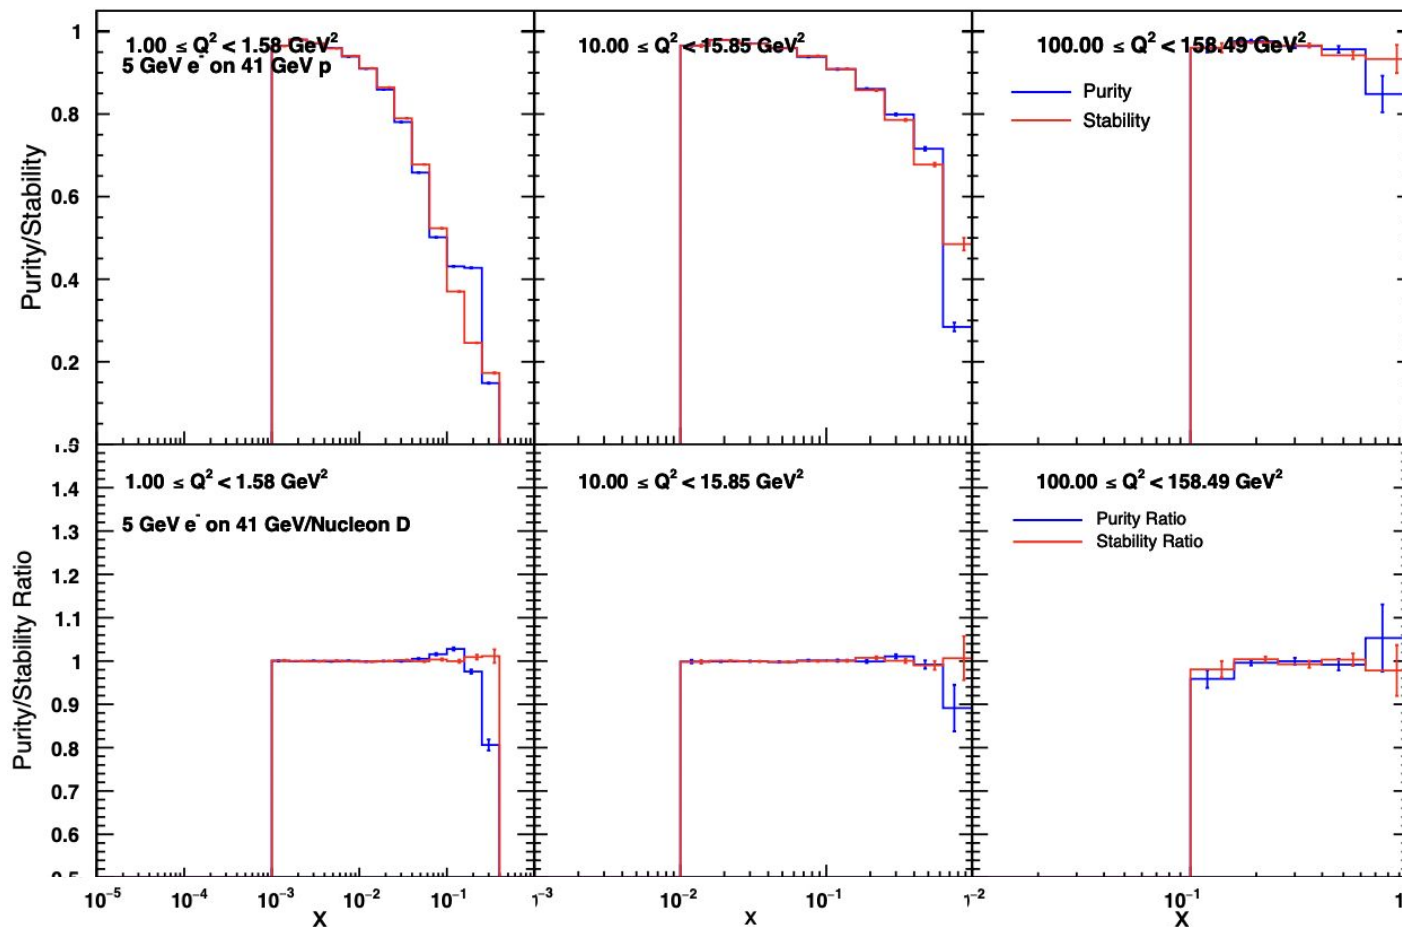 1.00 ≤ Q² < 1.58 GeV²
5 GeV e⁻ on 41 GeV p
10.00 ≤ Q² < 15.85 GeV²
100.00 ≤ Q² < 158.49 GeV²
Purity
Stability
Purity/Stability
1
0.8
0.6
0.4
0.2
1.00 ≤ Q² < 1.58 GeV²
5 GeV e⁻ on 41 GeV/Nucleon D
10.00 ≤ Q² < 15.85 GeV²
100.00 ≤ Q² < 158.49 GeV²
Purity Ratio
Stability Ratio
Purity/Stability Ratio
1.4
1.3
1.2
1.1
1
0.9
0.8
0.7
0.6
10⁻⁵ 10⁻⁴ 10⁻³ 10⁻² 10⁻¹
10⁻² 10⁻¹
10⁻¹ 1
X
X
X